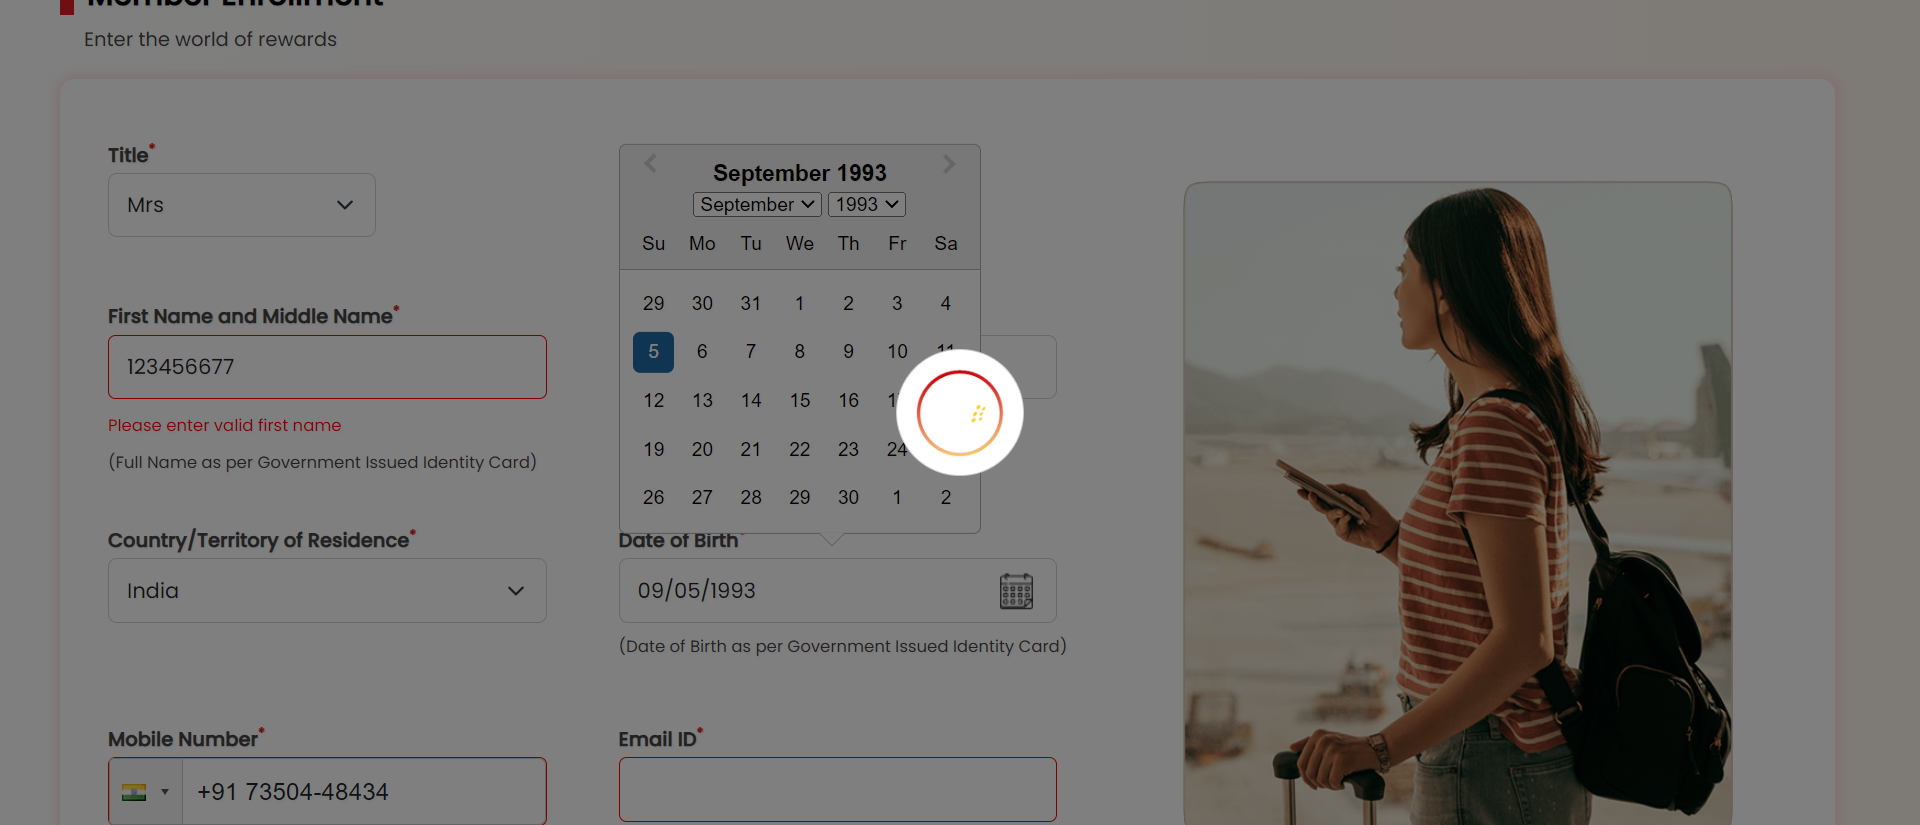 Member Enrollment
Enter the world of rewards
Title*
Mrs
First Name and Middle Name*
123456677
Please enter valid first name
(Full Name as per Government Issued Identity Card)
September 1993
September 1993
Su Mo Tu We Th Fr Sa
29 30 31 1 2 3 4
5 6 7 8 9 10 11
12 13 14 15 16
19 20 21 22 23 24
26 27 28 29 30 1 2
Country/Territory of Residence*
India
Date of Birth*
09/05/1993
(Date of Birth as per Government Issued Identity Card)
Mobile Number*
+91 73504-48434
Email ID*